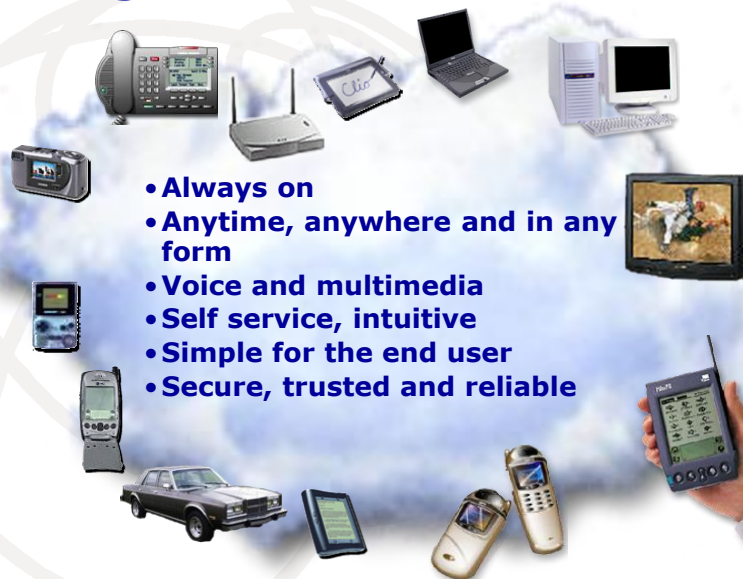 Clio
•Always on
•Anytime, anywhere and in any
form
•Voice and multimedia
•Self service, intuitive
•Simple for the end user
•Secure, trusted and reliable